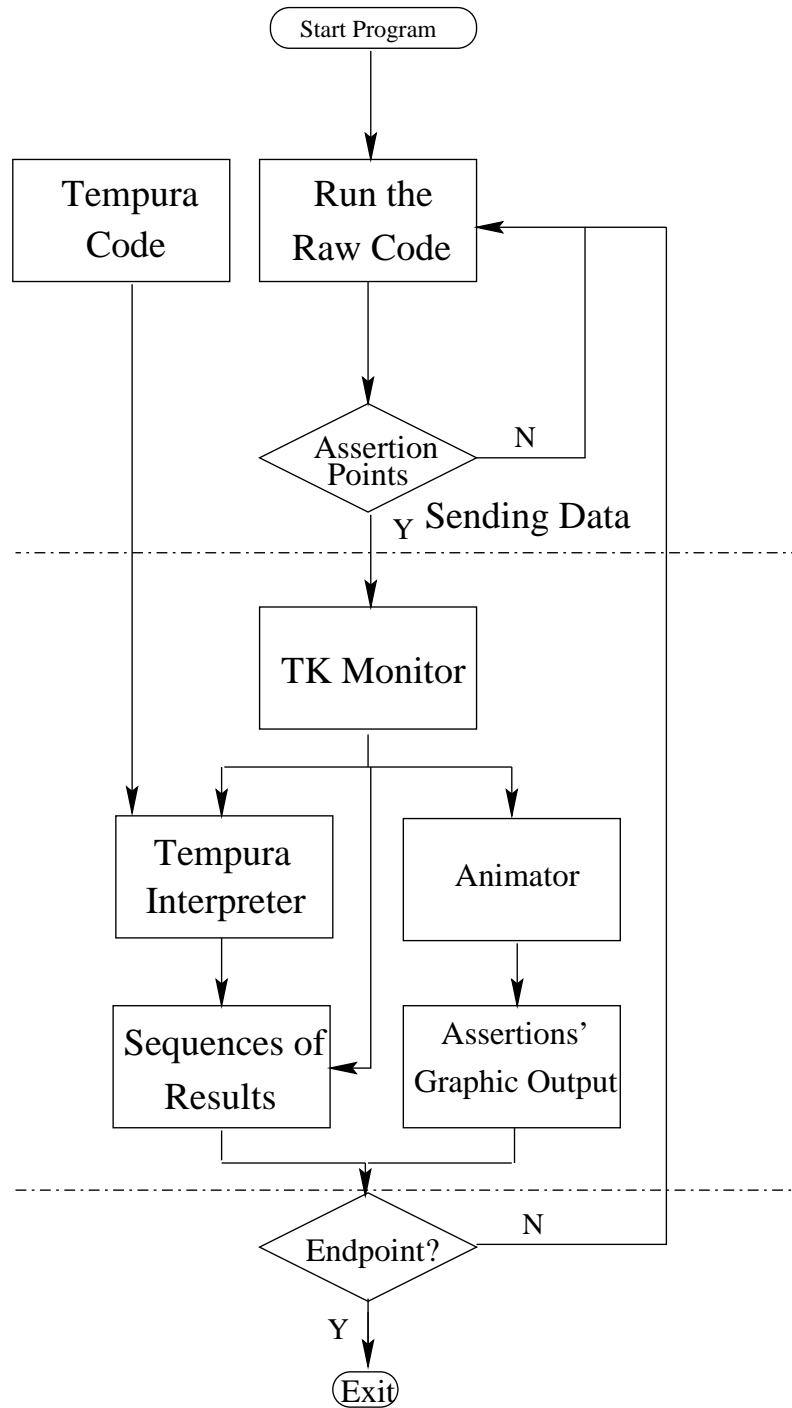 Start Program
Tempura
Code
Run the
Raw Code
Assertion
Points
N
Y
Sending Data
TK Monitor
Tempura
Interpreter
Animator
Sequences of
Results
Assertions’
Graphic Output
Endpoint?
N
Y
Exit